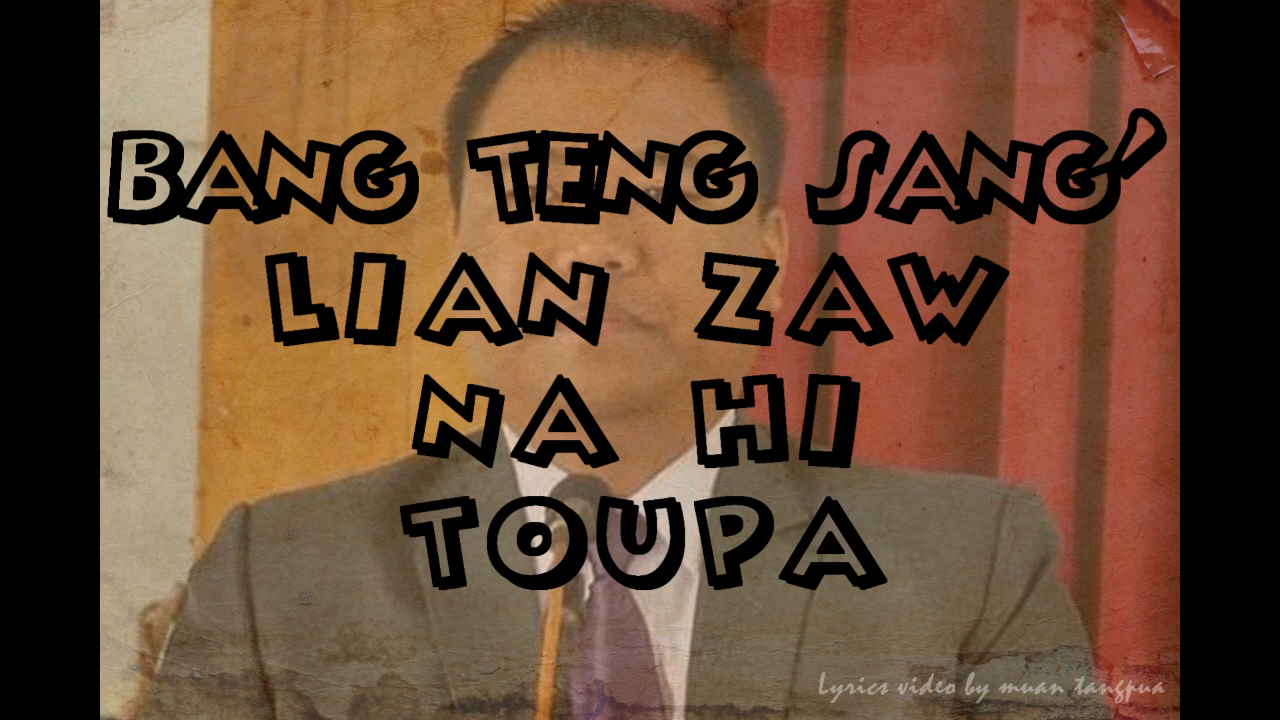 BANG TENG SANG'
LIAN ZAW
NA HI
TOUPA
Lyrics video by muan tangpua